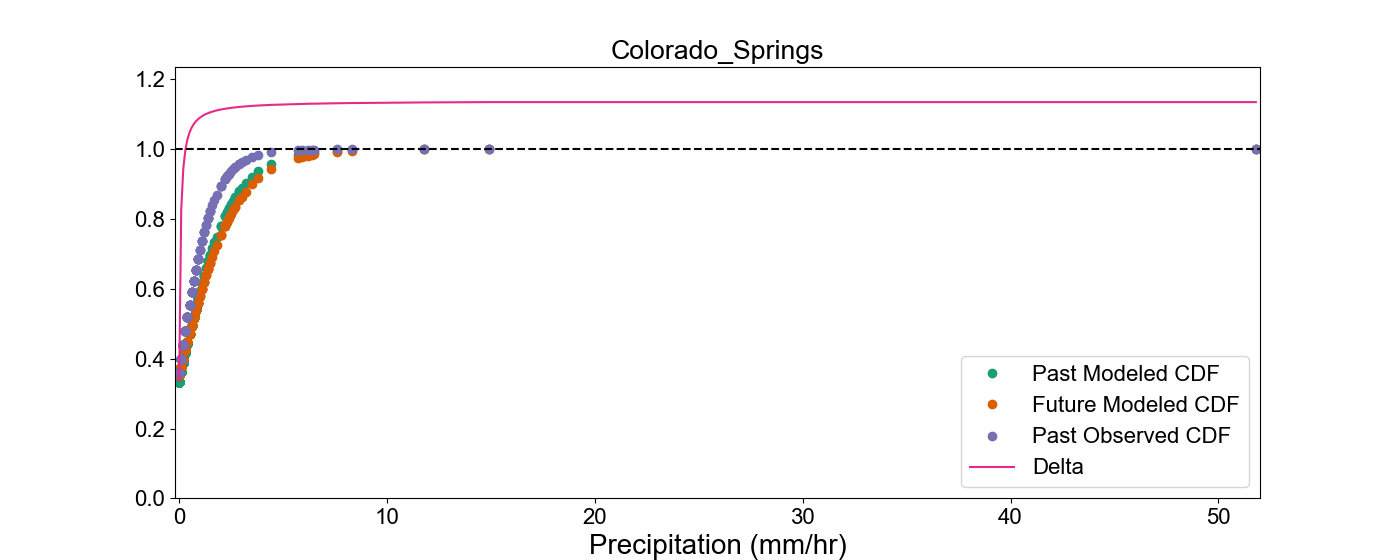 Colorado_Springs
1.2
1.0
0.8
0.6
0.4
0.2
0.0
Past Modeled CDF
Future Modeled CDF
Past Observed CDF
Delta
0 10 20 30 40 50
Precipitation (mm/hr)